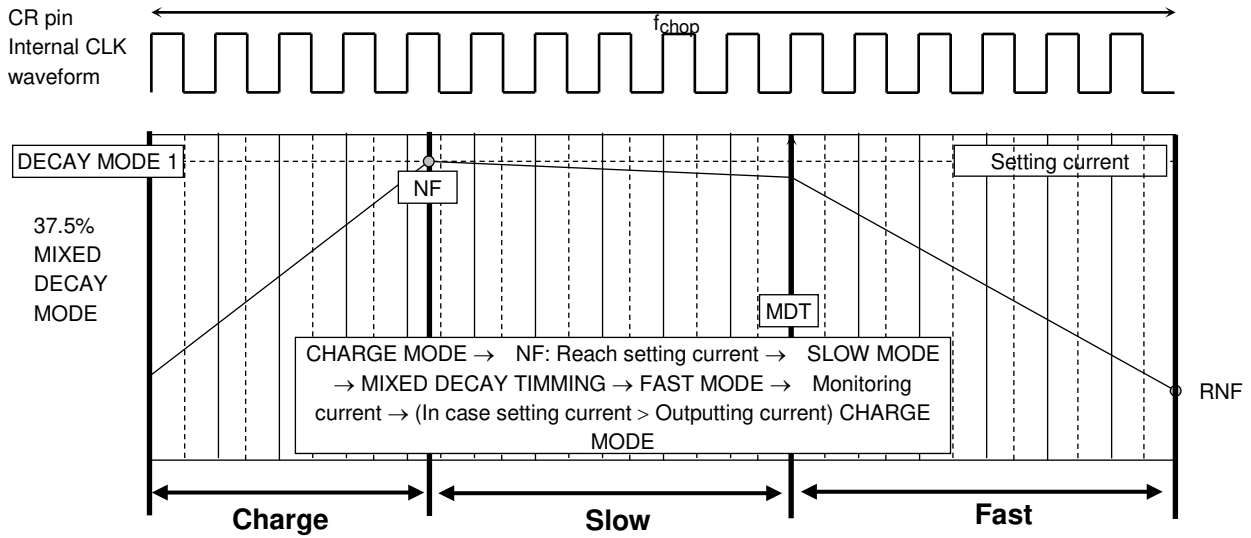 CR pin
Internal CLK
waveform
fchop
DECAY MODE 1
Setting current
NF
37.5%
MIXED
DECAY
MODE
MDT
CHARGE MODE → NF: Reach setting current → SLOW MODE
→ MIXED DECAY TIMMING → FAST MODE → Monitoring
current → (In case setting current > Outputting current) CHARGE
MODE
RNF
Charge
Slow
Fast